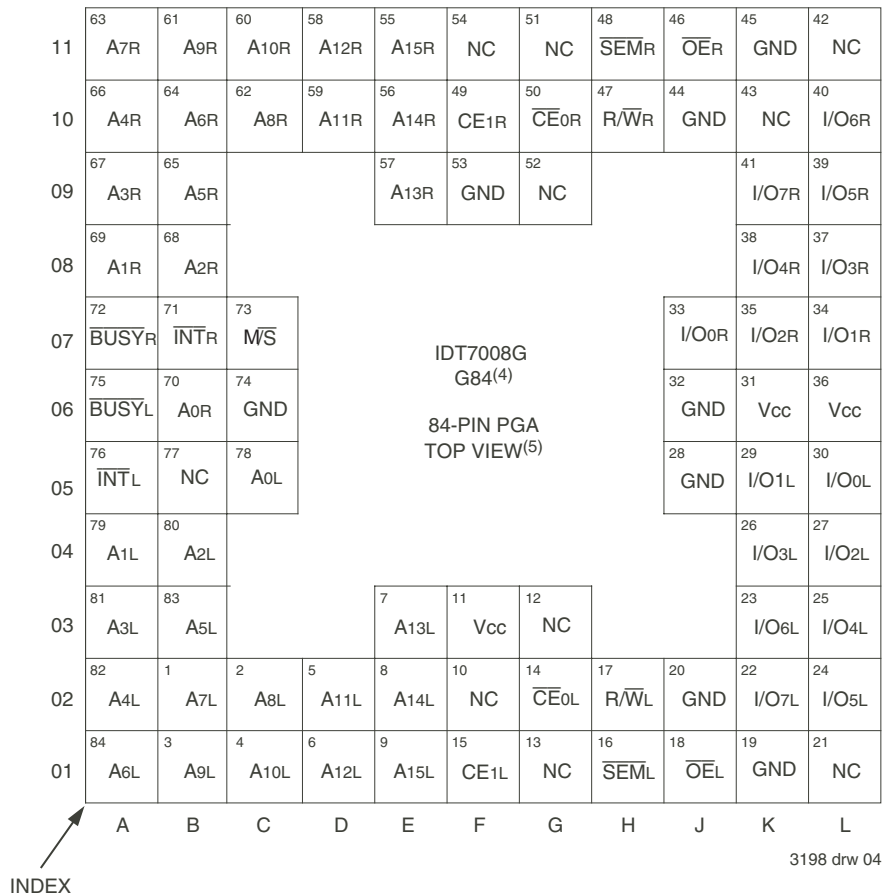 63 61 60 58 55 54 51 48 46 45 42
11 A7R A9R A10R A12R A15R NC NC SEMR OER GND NC
66 64 62 59 56 49 50 47 44 43 40
10 A4R A6R A8R A11R A14R CE1R CE0R R/WR GND NC I/O6R
67 65 57 53 52 41 39
09 A3R A5R A13R GND NC I/O7R I/O5R
69 68 38 37
08 A1R A2R I/O4R I/O3R
72 71 73 33 35 34
07 BUSYR INTR M/S I/O0R I/O2R I/O1R
IDT7008G
G84(4)
75 70 74 32 31 36
06 BUSYL A0R GND GND Vcc Vcc
84-PIN PGA
TOP VIEW(5)
76 77 78 28 29 30
05 INTL NC A0L GND I/O1L I/O0L
79 80 26 27
04 A1L A2L I/O3L I/O2L
81 83 7 11 12 23 25
03 A3L A5L A13L Vcc NC I/O6L I/O4L
82 1 2 5 8 10 14 17 20 22 24
02 A4L A7L A8L A11L A14L NC CE0L R/WL GND I/O7L I/O5L
84 3 4 6 9 15 13 16 18 19 21
01 A6L A9L A10L A12L A15L CE1L NC SEML OEL GND NC
A B C D E F G H J K L
3198 drw 04
INDEX